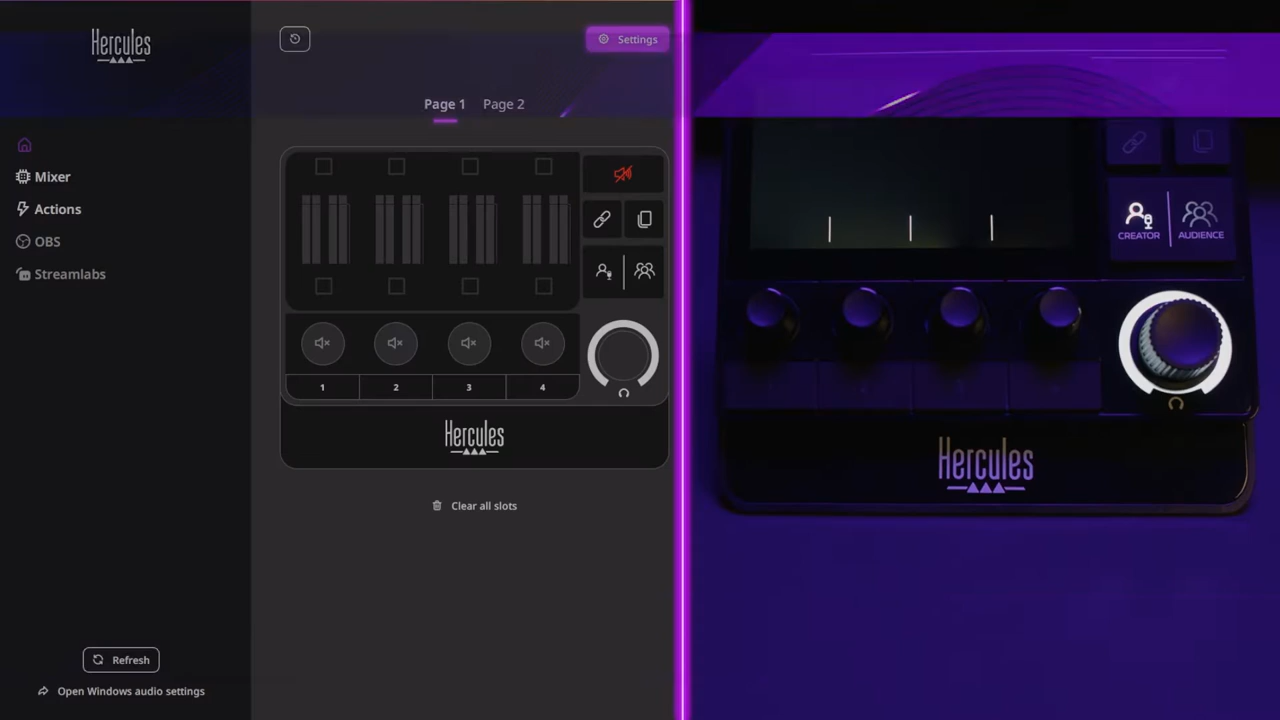 Hercules
Settings
Page 1 Page 2
Mixer
Actions
OBS
Streamlabs
1 2 3 4
Hercules
Clear all slots
Refresh
Open Windows audio settings
CREATOR AUDIENCE
Hercules